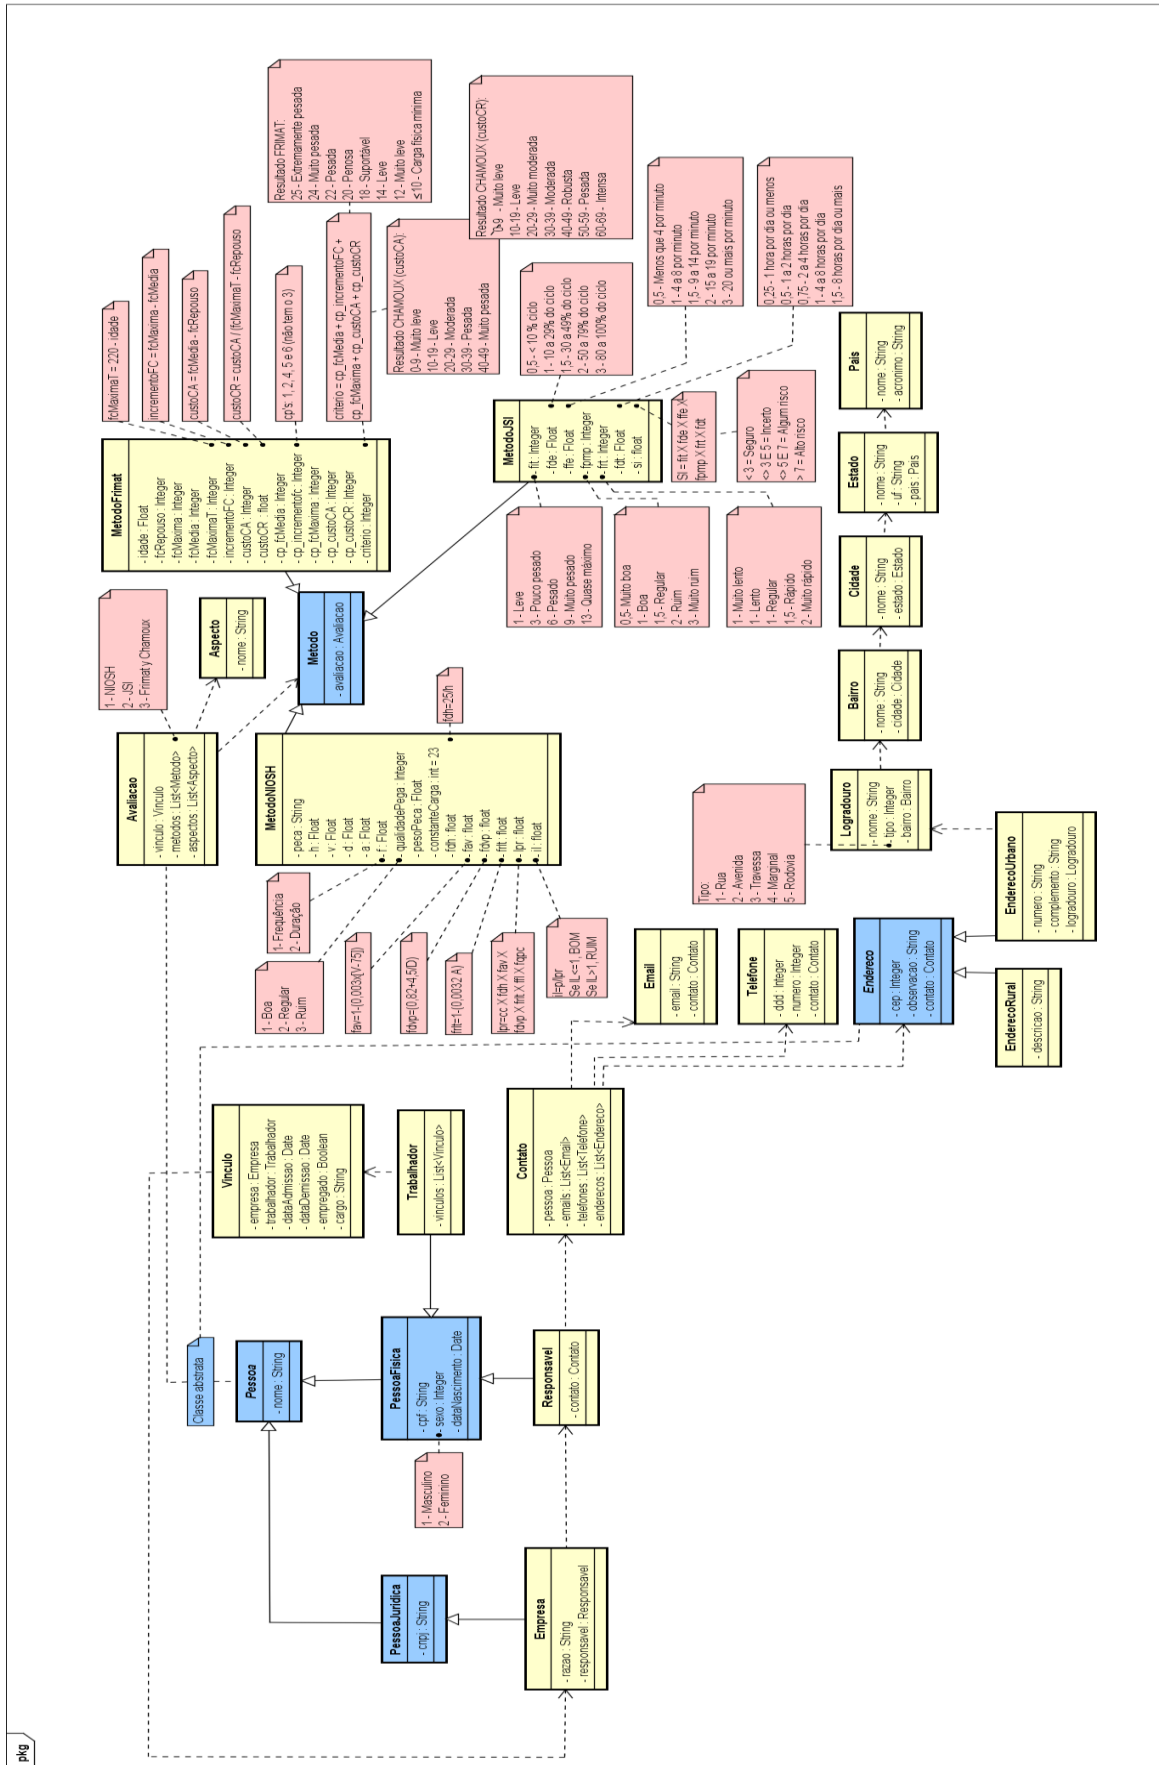 pkg
Classe abstrata
Pessoa
- nome : String
PessoaJuridica
- cnpj : String
Empresa
- razao : String
- responsavel : Responsavel
PessoaFisica
- cpf : String
- sexo : Integer
- dataNascimento : Date
1 - Masculino
2 - Feminino
Responsavel
- contato : Contato
Vinculo
- empresa : Empresa
- trabalhador : Trabalhador
- dataAdmissao : Date
- dataDemissao : Date
- empregado : Boolean
- cargo : String
Trabalhador
- vinculos : List<Vinculo>
Contato
- pessoa : Pessoa
- emails : List<Email>
- telefones : List<Telefone>
- enderecos : List<Endereco>
Email
- email : String
- contato : Contato
Telefone
- ddd : Integer
- numero : Integer
- contato : Contato
Endereco
- cep : Integer
- observacao : String
- contato : Contato
EnderecoRural
- descricao : String
EnderecoUrbano
- numero : String
- complemento : String
- logradouro : Logradouro
Tipo:
1 - Rua
2 - Avenida
3 - Travessa
4 - Marginal
5 - Rodovia
Logradouro
- nome : String
- tipo : Integer
- bairro : Bairro
Bairro
- nome : String
- cidade : Cidade
Cidade
- nome : String
- estado : Estado
Estado
- nome : String
- uf : String
- pais : Pais
Pais
- nome : String
- acronimo : String
Avaliacao
- vinculo : Vinculo
- metodos : List<Metodo>
- aspectos : List<Aspecto>
1 - NIOSH
2 - JSI
3 - Frimat y Chamoux
Aspecto
- nome : String
Metodo
- avaliacao : Avaliacao
MetodoNIOSH
- peca : String
- h : Float
- v : Float
- d : Float
- a : Float
- f : Float
- qualidadePega : Integer
- pesoPeca : Float
- constanteCarga : int = 23
- fdh : float
- fav : float
- fdvp : float
- frlt : float
- lpr : float
- il : float
1- Frequência
2 - Duração
1 - Boa
2 - Regular
3 - Ruim
fav=1-(0,003x[V-75])
fdvp=(0,82+4,5/D)
frlt=1-(0,0032 A)
lpr=cc X fdh X fav X
fdvp X frlt X ffl X fqpc
il=p/lpr
Se IL<=1, BOM
Se IL>1, RUIM
fdh=25/h
MetodoFrimat
- idade : Float
- fcRepouso : Integer
- fcMaxima : Integer
- fcMedia : Integer
- fcMaximaT : Integer
- incrementoFC : Integer
- custoCA : Integer
- custoCR : float
- cp_fcMedia : Integer
- cp_incrementofc : Integer
- cp_fcMaxima : Integer
- cp_custoCA : Integer
- cp_custoCR : Integer
- criterio : Integer
fcMaximaT = 220 - idade
incrementoFC = fcMaxima - fcMedia
custoCA = fcMedia - fcRepouso
custoCR = custoCA / (fcMaximaT - fcRepouso)
cp's: 1, 2, 4, 5 e 6 (não tem o 3)
criterio = cp_fcMedia + cp_incrementoFC +
cp_fcMaxima + cp_custoCA + cp_custoCR
Resultado FRIMAT:
25 - Extremamente pesada
24 - Muito pesada
22 - Pesada
20 - Penosa
18 - Suportável
14 - Leve
12 - Muito leve
≤10 - Carga física mínima
Resultado CHAMOUX (custoCA):
0-9 - Muito leve
10-19 - Leve
20-29 - Moderada
30-39 - Pesada
40-49 - Muito pesada
Resultado CHAMOUX (custoCR):
0-9 - Muito leve
10-19 - Leve
20-29 - Muito moderada
30-39 - Moderada
40-49 - Robusta
50-59 - Pesada
60-69 - Intensa
MetodoJSI
- fit : Integer
- fde : Float
- ffe : Float
- fpmp : Integer
- frt : Integer
- fdt : Float
- si : float
1 - Leve
3 - Pouco pesado
6 - Pesado
9 - Muito pesado
13 - Quase máximo
0,5- Muito boa
1 - Boa
1,5 - Regular
2 - Ruim
3 - Muito ruim
1 - Muito lento
1 - Lento
1 - Regular
1,5 - Rápido
2 - Muito rápido
0,5 - < 10 % ciclo
1 - 10 a 29% do ciclo
1,5 - 30 a 49% do ciclo
2 - 50 a 79% do ciclo
3 - 80 a 100% do ciclo
0,5 - Menos que 4 por minuto
1 - 4 a 8 por minuto
1,5 - 9 a 14 por minuto
2 - 15 a 19 por minuto
3 - 20 ou mais por minuto
0,25 - 1 hora por dia ou menos
0,5 - 1 a 2 horas por dia
0,75 - 2 a 4 horas por dia
1 - 4 a 8 horas por dia
1,5 - 8 horas por dia ou mais
SI = fit X fde X ffe X
fpmp X frt X fdt
< 3 = Seguro
<> 3 E 5 = Incerto
<> 5 E 7 = Algum risco
> 7 = Alto risco